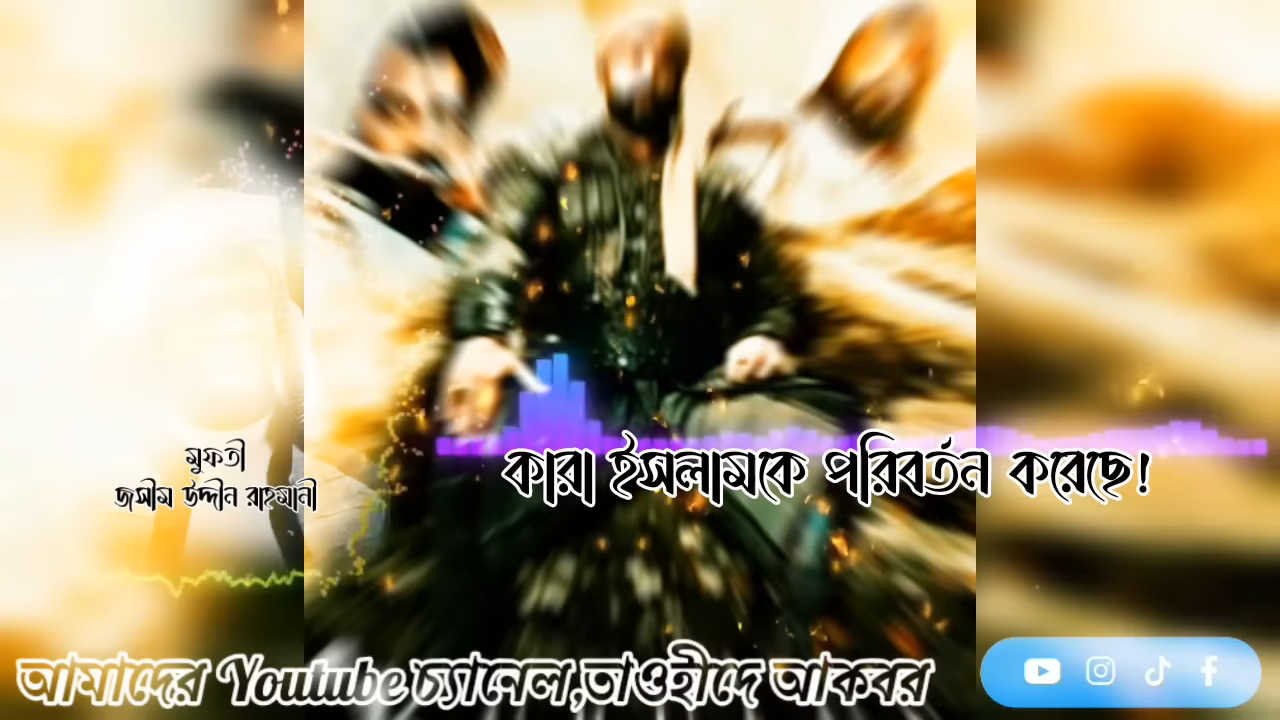 মুফতী
জসীম উদ্দীন রাহমানী
কারা ইসলামকে পরিবর্তন করেছে!
আমাদের Youtube চ্যানেল,তাওহীদে আকবর